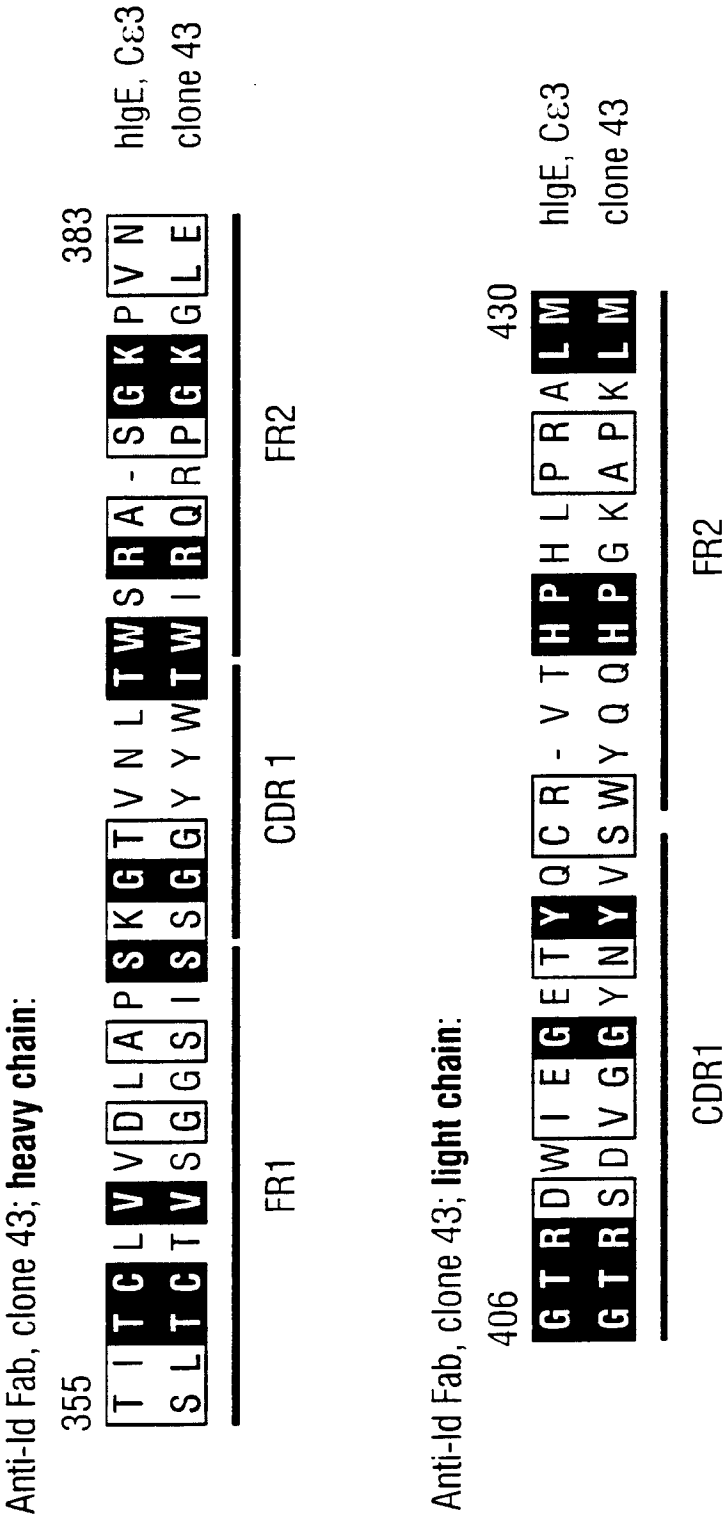 Anti-Id Fab, clone 43; heavy chain:
355 383
T I T C L V V D L A P S K G T V N L T W S R A - S G K P V N hIgE, Cε3
S L T C T V S G G S I S S G G Y Y W T W I R Q R P G K G L E clone 43
FR1 CDR 1 FR2
Anti-Id Fab, clone 43; light chain:
406 430
G T R D W I E G E T Y Q C R - V T H P H L P R A L M hIgE, Cε3
G T R S D V G G Y N Y V S W Y Q Q H P G K A P K L M clone 43
CDR1 FR2